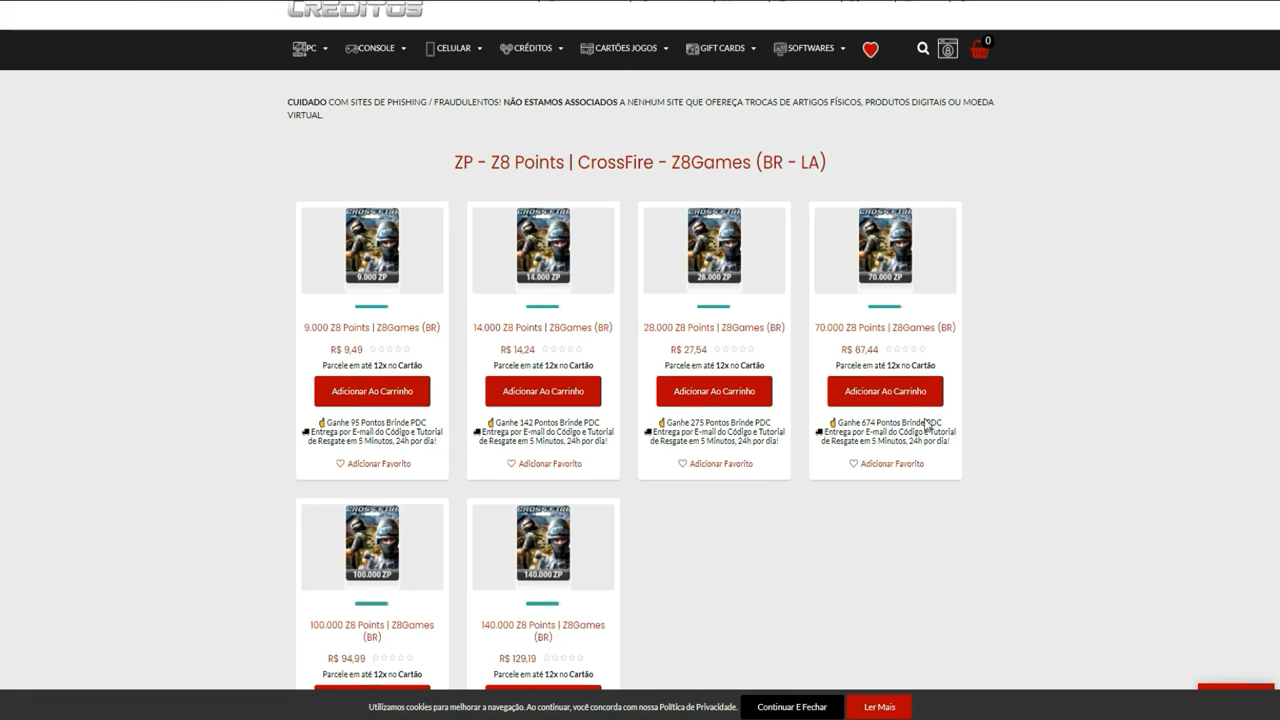 CRÉDITOS
PC
CONSOLE
CELULAR
CRÉDITOS
CARTÕES JOGOS
GIFT CARDS
SOFTWARES
0
CUIDADO COM SITES DE PHISHING / FRAUDULENTOS! NÃO ESTAMOS ASSOCIADOS A NENHUM SITE QUE OFEREÇA TROCAS DE ARTIGOS FÍSICOS, PRODUTOS DIGITAIS OU MOEDA
VIRTUAL.
ZP - Z8 Points | CrossFire - Z8Games (BR - LA)
CROSS FIRE
9.000 ZP
9.000 Z8 Points | Z8Games (BR)
R$ 9,49
Parcele em até 12x no Cartão
Adicionar Ao Carrinho
Ganhe 95 Pontos Brinde PDC
Entrega por E-mail do Código e Tutorial
de Resgate em 5 Minutos, 24h por dia!
Adicionar Favorito
CROSS FIRE
14.000 ZP
14.000 Z8 Points | Z8Games (BR)
R$ 14,24
Parcele em até 12x no Cartão
Adicionar Ao Carrinho
Ganhe 142 Pontos Brinde PDC
Entrega por E-mail do Código e Tutorial
de Resgate em 5 Minutos, 24h por dia!
Adicionar Favorito
CROSS FIRE
28.000 ZP
28.000 Z8 Points | Z8Games (BR)
R$ 27,54
Parcele em até 12x no Cartão
Adicionar Ao Carrinho
Ganhe 275 Pontos Brinde PDC
Entrega por E-mail do Código e Tutorial
de Resgate em 5 Minutos, 24h por dia!
Adicionar Favorito
CROSS FIRE
70.000 ZP
70.000 Z8 Points | Z8Games (BR)
R$ 67,44
Parcele em até 12x no Cartão
Adicionar Ao Carrinho
Ganhe 674 Pontos Brinde PDC
Entrega por E-mail do Código e Tutorial
de Resgate em 5 Minutos, 24h por dia!
Adicionar Favorito
CROSS FIRE
100.000 ZP
100.000 Z8 Points | Z8Games
(BR)
R$ 94,99
Parcele em até 12x no Cartão
CROSS FIRE
140.000 ZP
140.000 Z8 Points | Z8Games
(BR)
R$ 129,19
Parcele em até 12x no Cartão
Utilizamos cookies para melhorar a navegação. Ao continuar, você concorda com nossa Política de Privacidade.
Continuar E Fechar
Ler Mais